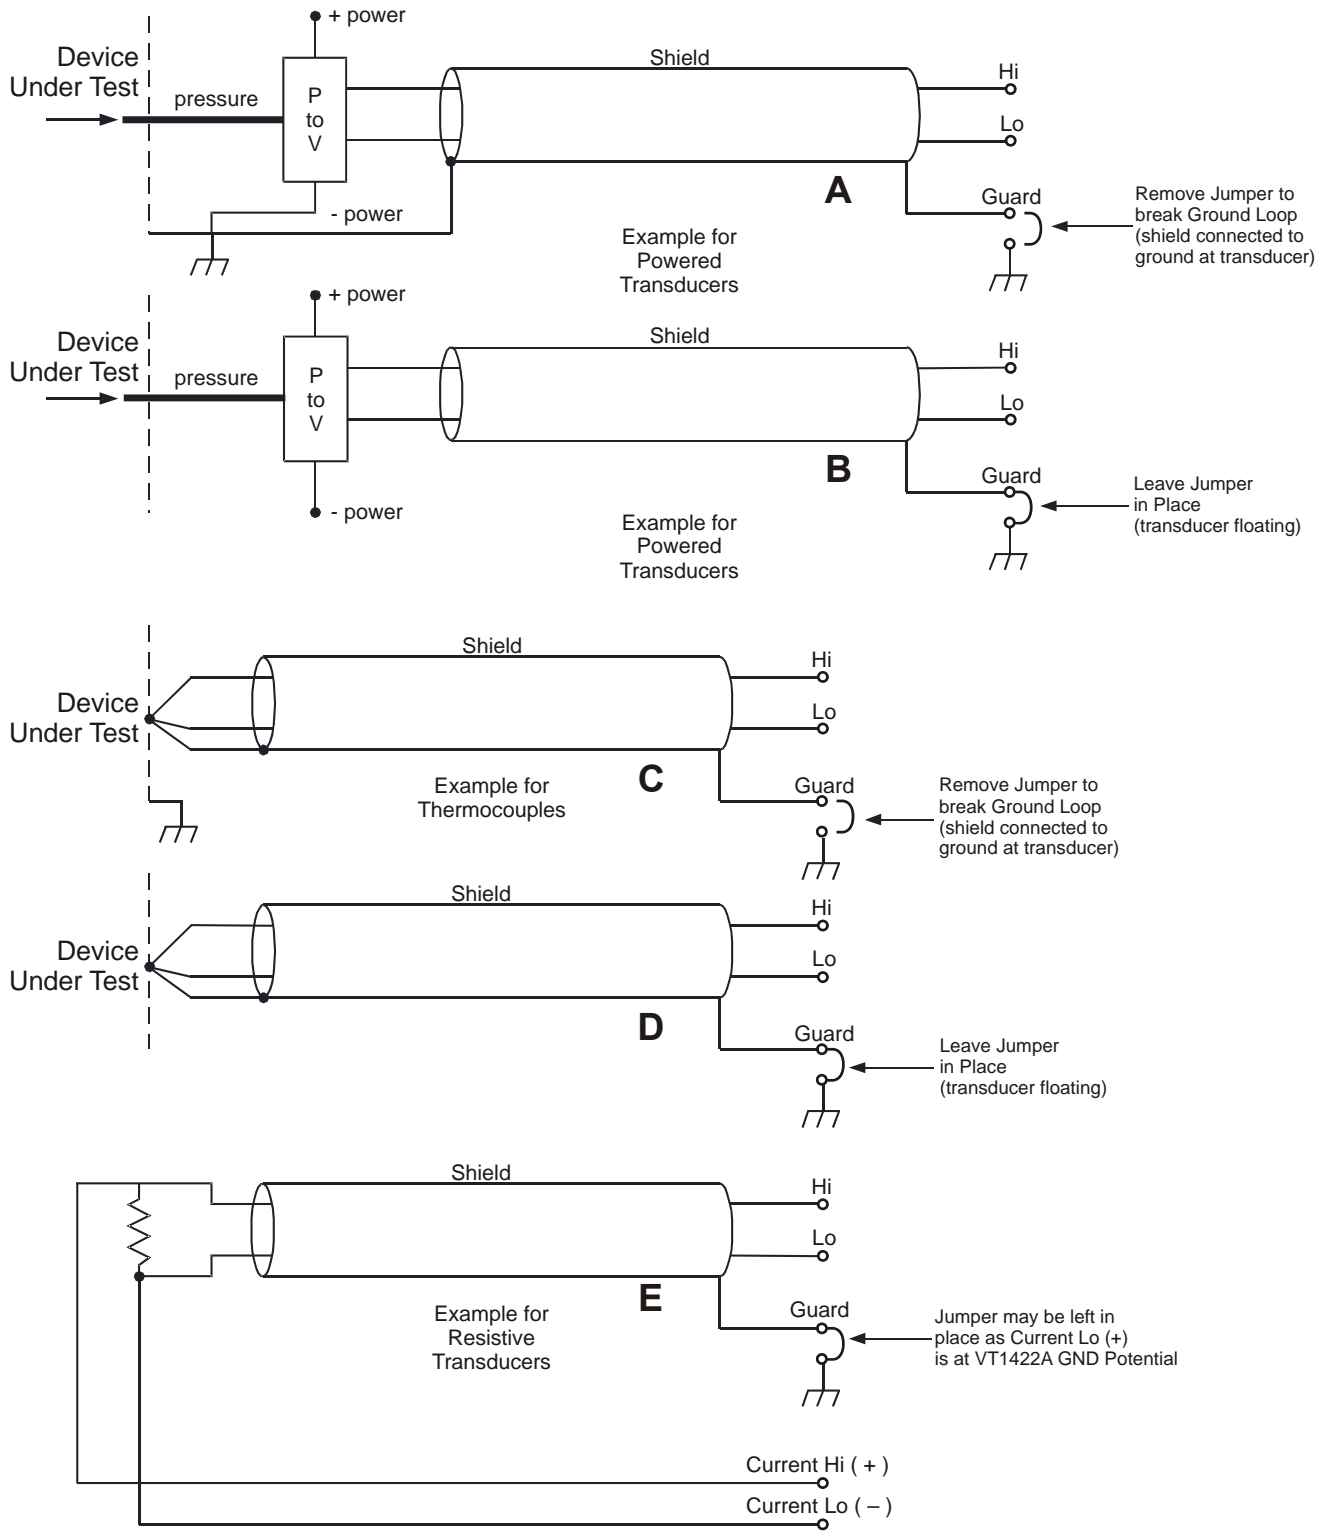 + power
Device
Under Test
pressure
P
to
V
- power
Shield
Hi
Lo
A
Guard
Example for
Powered
Transducers
Remove Jumper to
break Ground Loop
(shield connected to
ground at transducer)
+ power
Device
Under Test
pressure
P
to
V
- power
Shield
Hi
Lo
B
Guard
Example for
Powered
Transducers
Leave Jumper
in Place
(transducer floating)
Shield
Device
Under Test
Hi
Lo
C
Example for
Thermocouples
Guard
Remove Jumper to
break Ground Loop
(shield connected to
ground at transducer)
Shield
Device
Under Test
Hi
Lo
D
Guard
Leave Jumper
in Place
(transducer floating)
Shield
Hi
Lo
E
Example for
Resistive
Transducers
Guard
Jumper may be left in
place as Current Lo (+)
is at VT1422A GND Potential
Current Hi ( + )
Current Lo ( – )